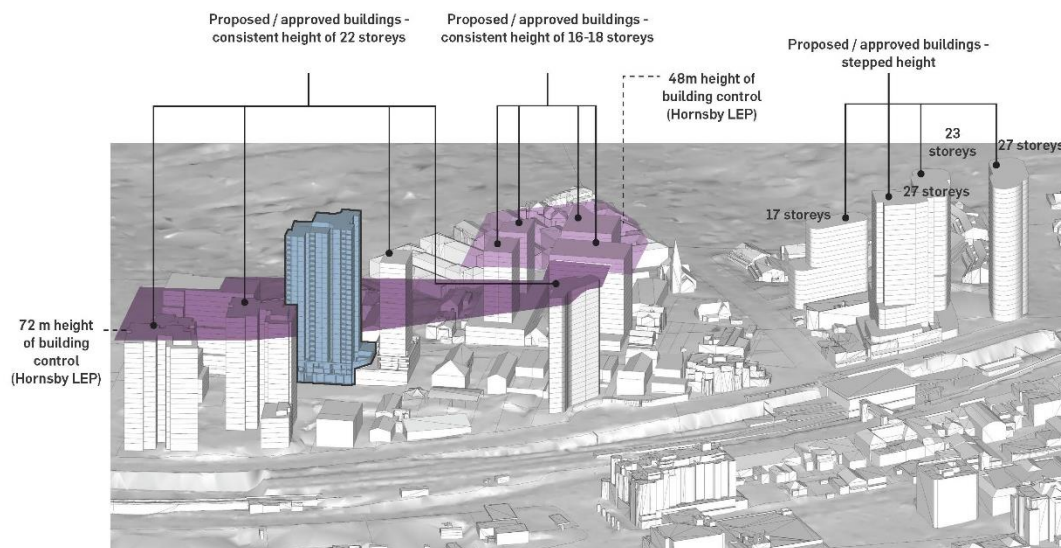 Proposed / approved buildings -
consistent height of 22 storeys
Proposed / approved buildings -
consistent height of 16-18 storeys
Proposed / approved buildings -
stepped height
48m height of
building control
(Hornsby LEP)
23
storeys
27 storeys
27 storeys
17 storeys
72 m height
of building
control
(Hornsby LEP)